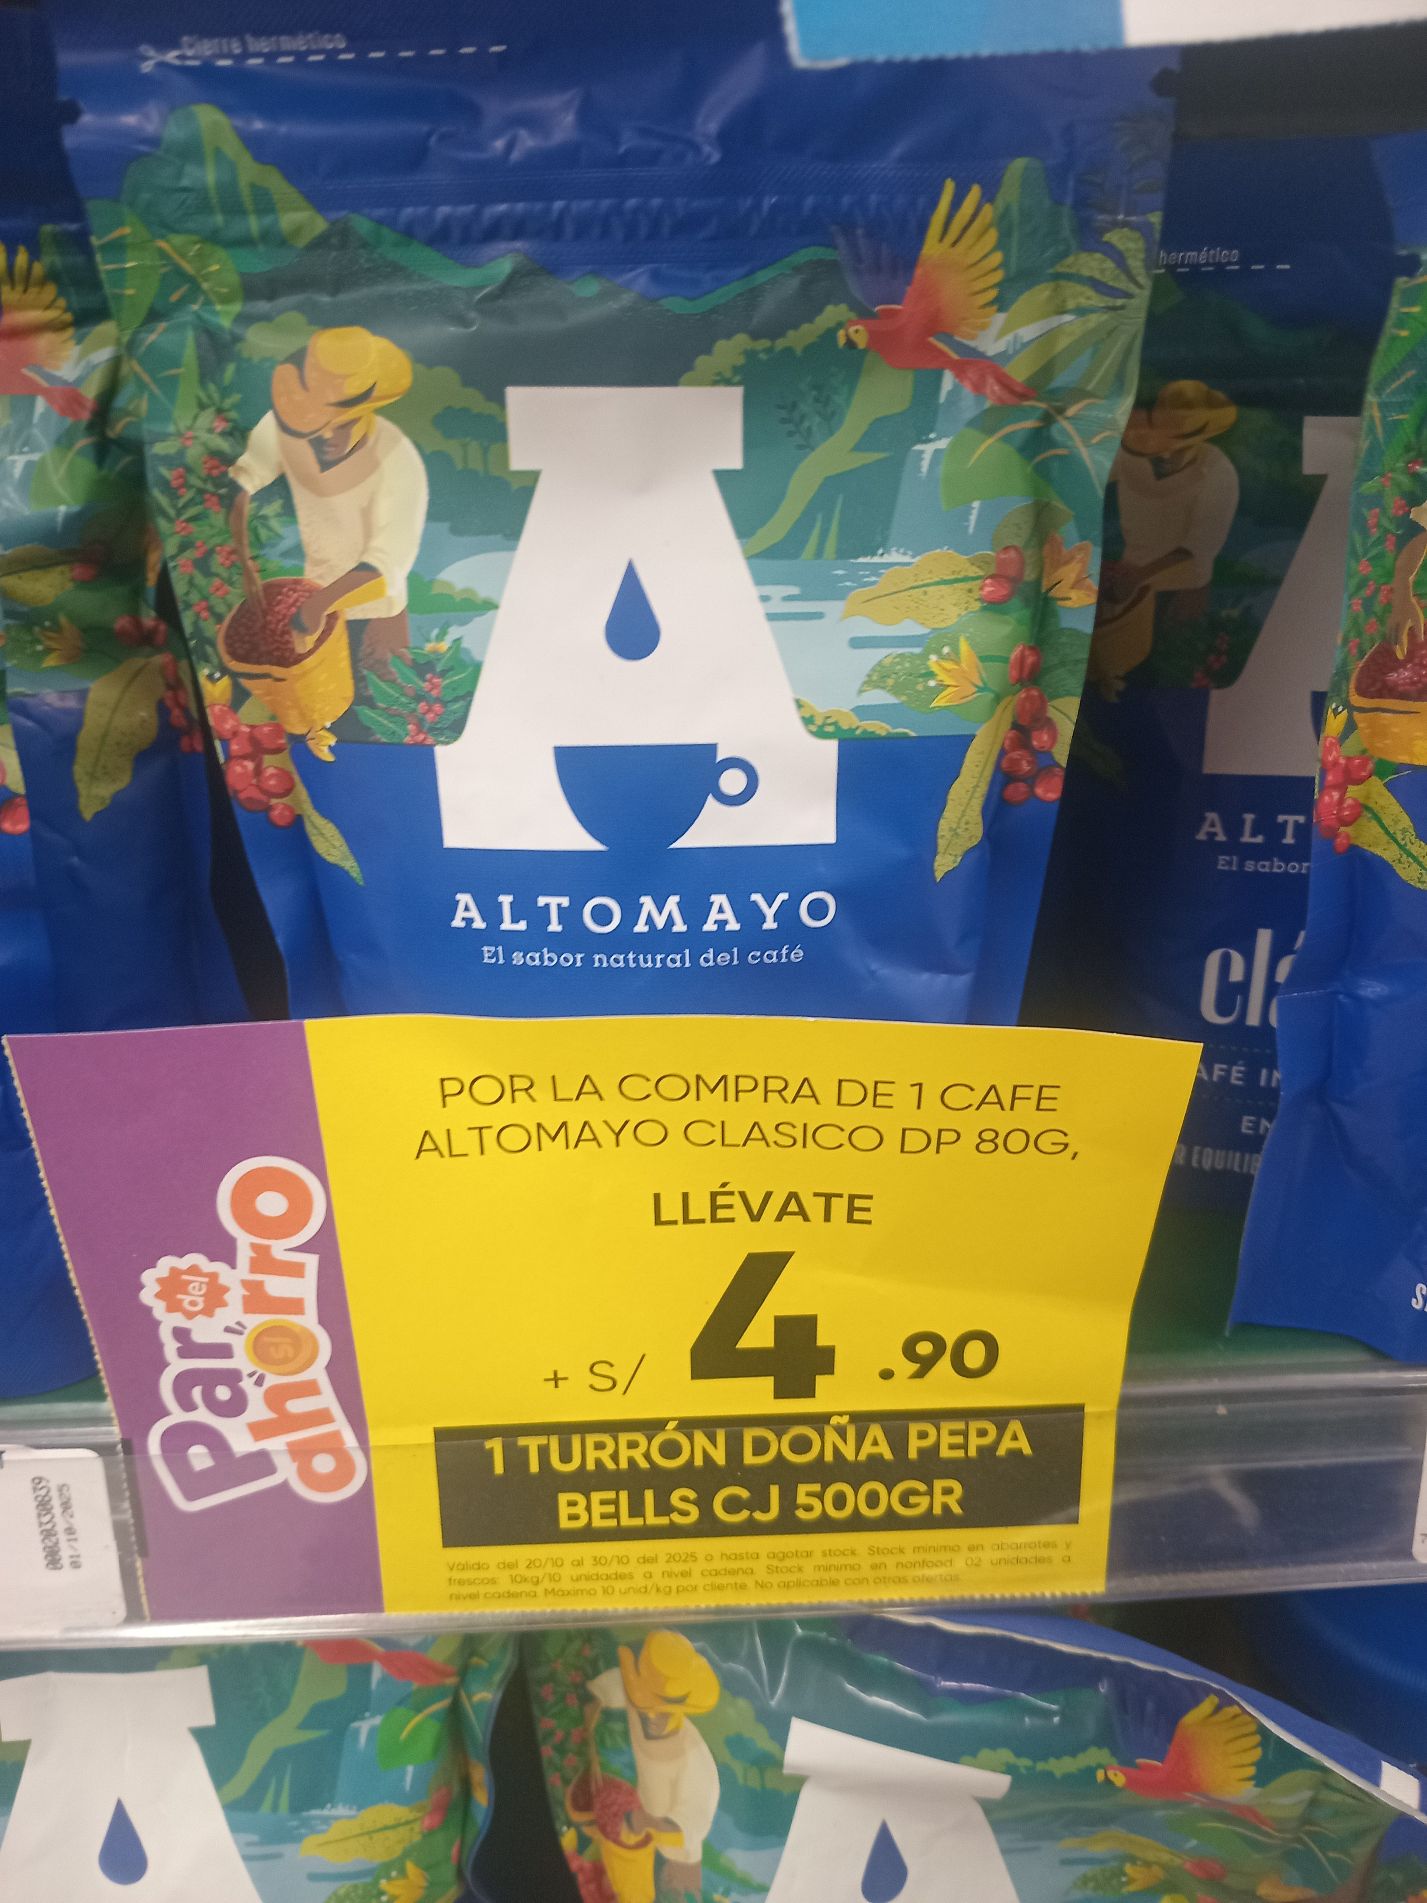 Cierre hermético
hermético
ALTOMAYO
El sabor natural del café
ALT
El sabor
clá
CAFÉ IN
EN
EQUILIB
POR LA COMPRA DE 1 CAFE
ALTOMAYO CLASICO DP 80G,
LLÉVATE
+ S/ 4.90
1 TURRÓN DOÑA PEPA
BELLS CJ 500GR
Válido del 20/10 al 30/10 del 2025 o hasta agotar stock. Stock mínimo en abarrotes y
frescos: 10kg/10 unidades a nivel cadena. Stock mínimo en nonfood: 02 unidades a
nivel cadena. Máximo 10 unid/kg por cliente. No aplicable con otras ofertas.
Par del
ahorro
S/
00020330839
01/10/2025